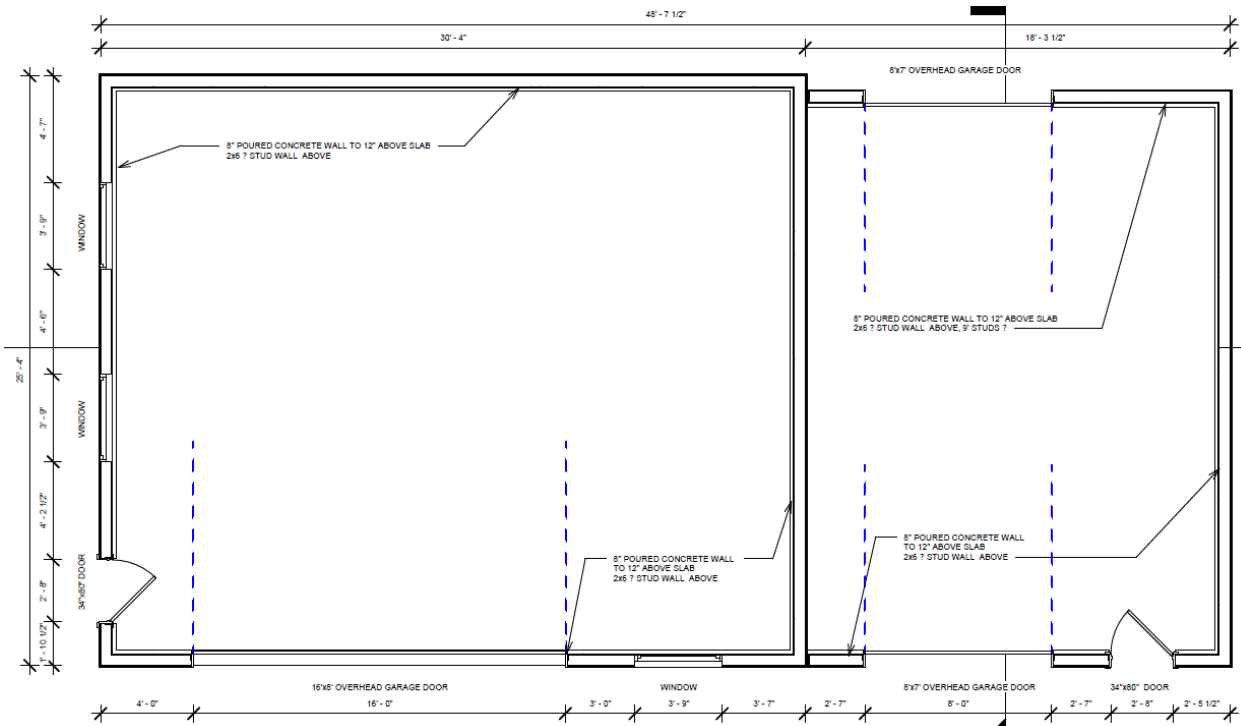 48' - 7 1/2"
30' - 4"
18' - 3 1/2"
8'x7' OVERHEAD GARAGE DOOR
4' - 7"
8" POURED CONCRETE WALL TO 12" ABOVE SLAB
2x6 ? STUD WALL ABOVE
3' - 9"
WINDOW
4' - 6"
25' - 4"
8" POURED CONCRETE WALL TO 12" ABOVE SLAB
2x6 ? STUD WALL ABOVE, 9' STUDS ?
3' - 9"
WINDOW
4' - 2 1/2"
8" POURED CONCRETE WALL
TO 12" ABOVE SLAB
2x6 ? STUD WALL ABOVE
8" POURED CONCRETE WALL
TO 12" ABOVE SLAB
2x6 ? STUD WALL ABOVE
2' - 8"
34"x80" DOOR
1' - 10 1/2"
16'x8' OVERHEAD GARAGE DOOR
WINDOW
8'x7' OVERHEAD GARAGE DOOR
34"x80" DOOR
4' - 0"
16' - 0"
3' - 0"
3' - 9"
3' - 7"
2' - 7"
8' - 0"
2' - 7"
2' - 8"
2' - 5 1/2"